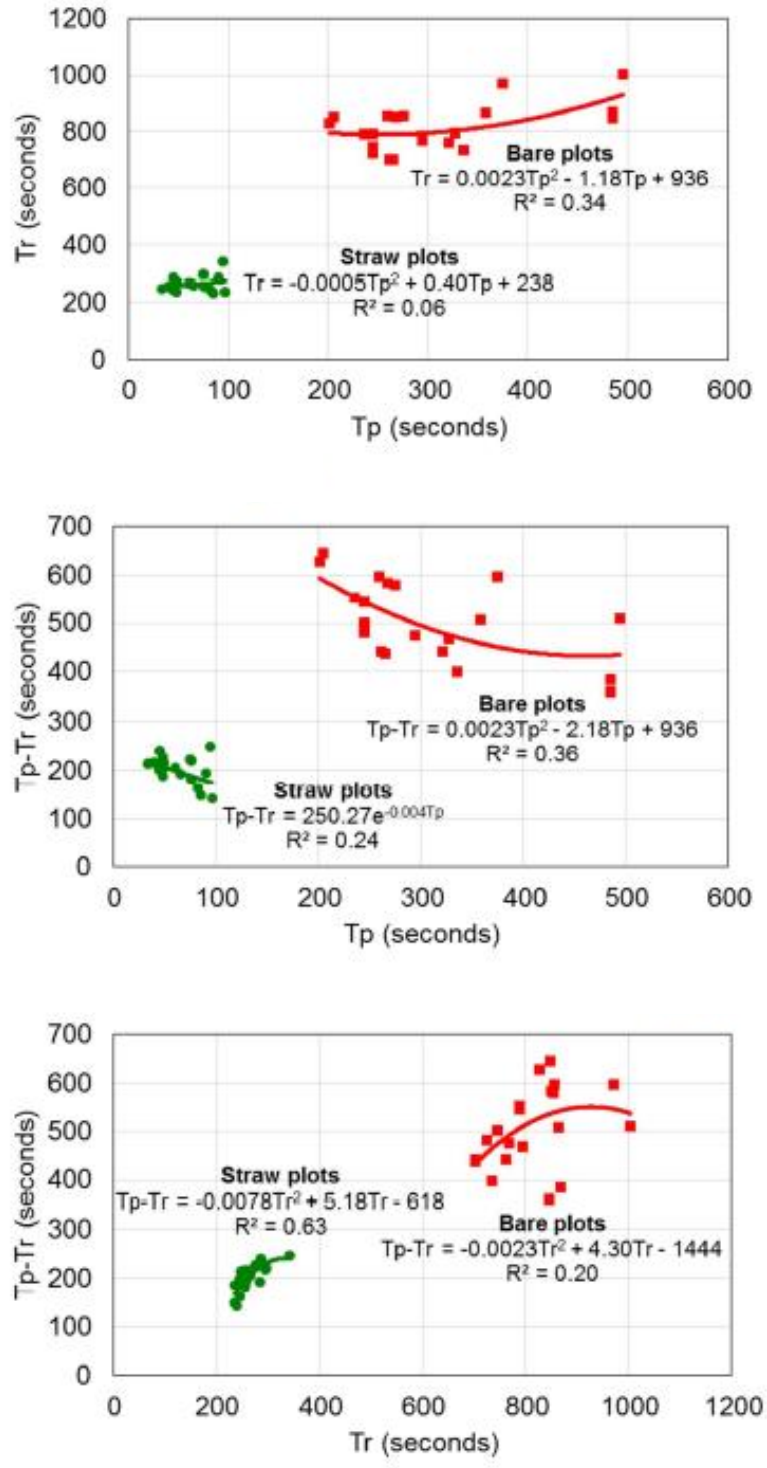 1200
1000
800
600
400
200
0
Tr (seconds)
Bare plots
Tr = 0.0023Tp² - 1.18Tp + 936
R² = 0.34
Straw plots
Tr = -0.0005Tp² + 0.40Tp + 238
R² = 0.06
0 100 200 300 400 500 600
Tp (seconds)
700
600
500
400
300
200
100
0
Tp-Tr (seconds)
Bare plots
Tp-Tr = 0.0023Tp² - 2.18Tp + 936
R² = 0.36
Straw plots
Tp-Tr = 250.27e⁻⁰·⁰⁰⁴ᵀᵖ
R² = 0.24
0 100 200 300 400 500 600
Tp (seconds)
700
600
500
400
300
200
100
0
Tp-Tr (seconds)
Straw plots
Tp-Tr = -0.0078Tr² + 5.18Tr - 618
R² = 0.63
Bare plots
Tp-Tr = -0.0023Tr² + 4.30Tr - 1444
R² = 0.20
0 200 400 600 800 1000 1200
Tr (seconds)